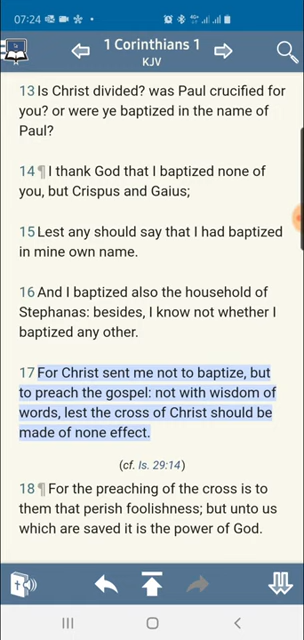 07:24
1 Corinthians 1
KJV
13 Is Christ divided? was Paul crucified for
you? or were ye baptized in the name of
Paul?
14 ¶ I thank God that I baptized none of
you, but Crispus and Gaius;
15 Lest any should say that I had baptized
in mine own name.
16 And I baptized also the household of
Stephanas: besides, I know not whether I
baptized any other.
17 For Christ sent me not to baptize, but
to preach the gospel: not with wisdom of
words, lest the cross of Christ should be
made of none effect.
(cf. Is. 29:14)
18 ¶ For the preaching of the cross is to
them that perish foolishness; but unto us
which are saved it is the power of God.